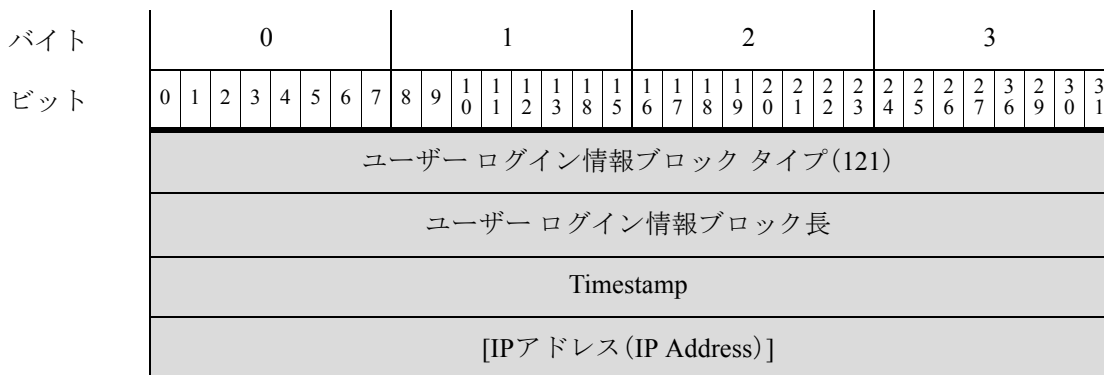 バイト 0 1 2 3
ビット 0 1 2 3 4 5 6 7 8 9 10 11 12 13 18 15 16 17 18 19 20 21 22 23 24 25 26 27 36 29 30 31
ユーザー ログイン情報ブロック タイプ(121)
ユーザー ログイン情報ブロック長
Timestamp
[IPアドレス(IP Address)]